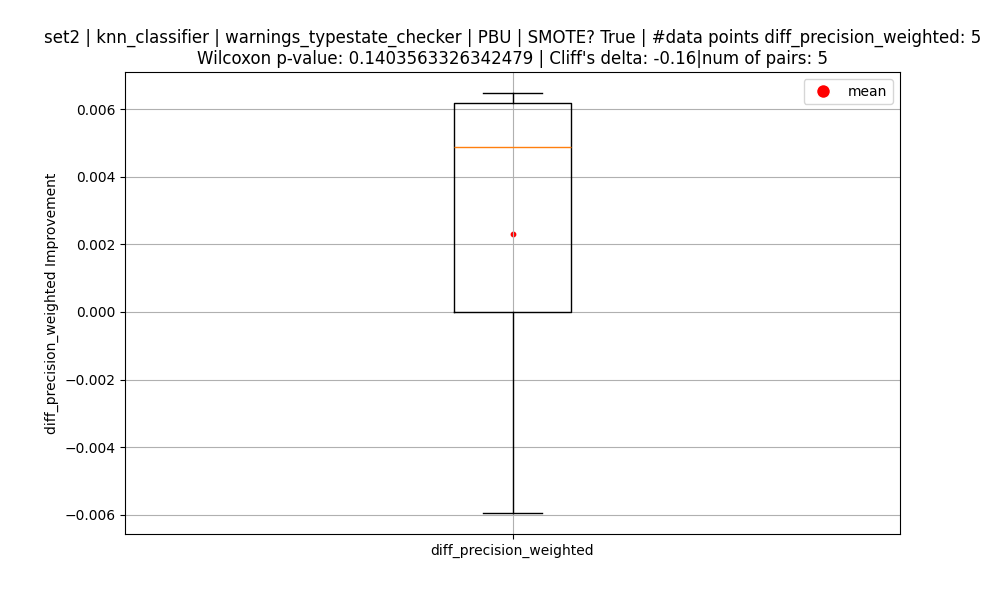 set2 | knn_classifier | warnings_typestate_checker | PBU | SMOTE? True | #data points diff_precision_weighted: 5
Wilcoxon p-value: 0.1403563326342479 | Cliff's delta: -0.16|num of pairs: 5
mean
0.006
0.004
0.002
0.000
−0.002
−0.004
−0.006
diff_precision_weighted Improvement
diff_precision_weighted